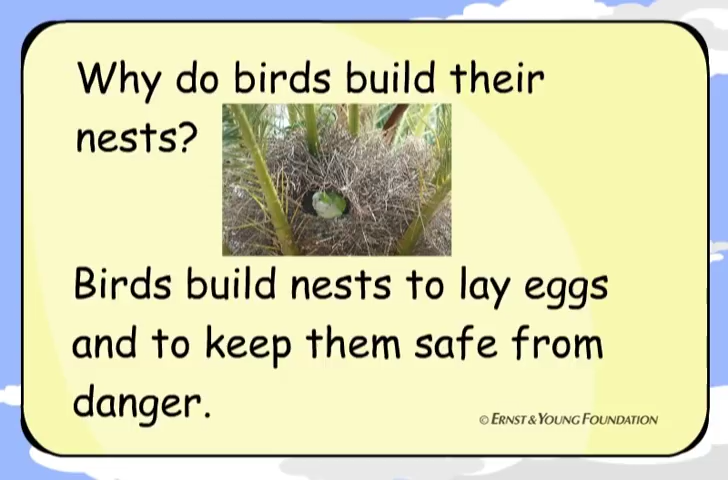 Why do birds build their
nests?
Birds build nests to lay eggs
and to keep them safe from
danger.
© ERNST & YOUNG FOUNDATION